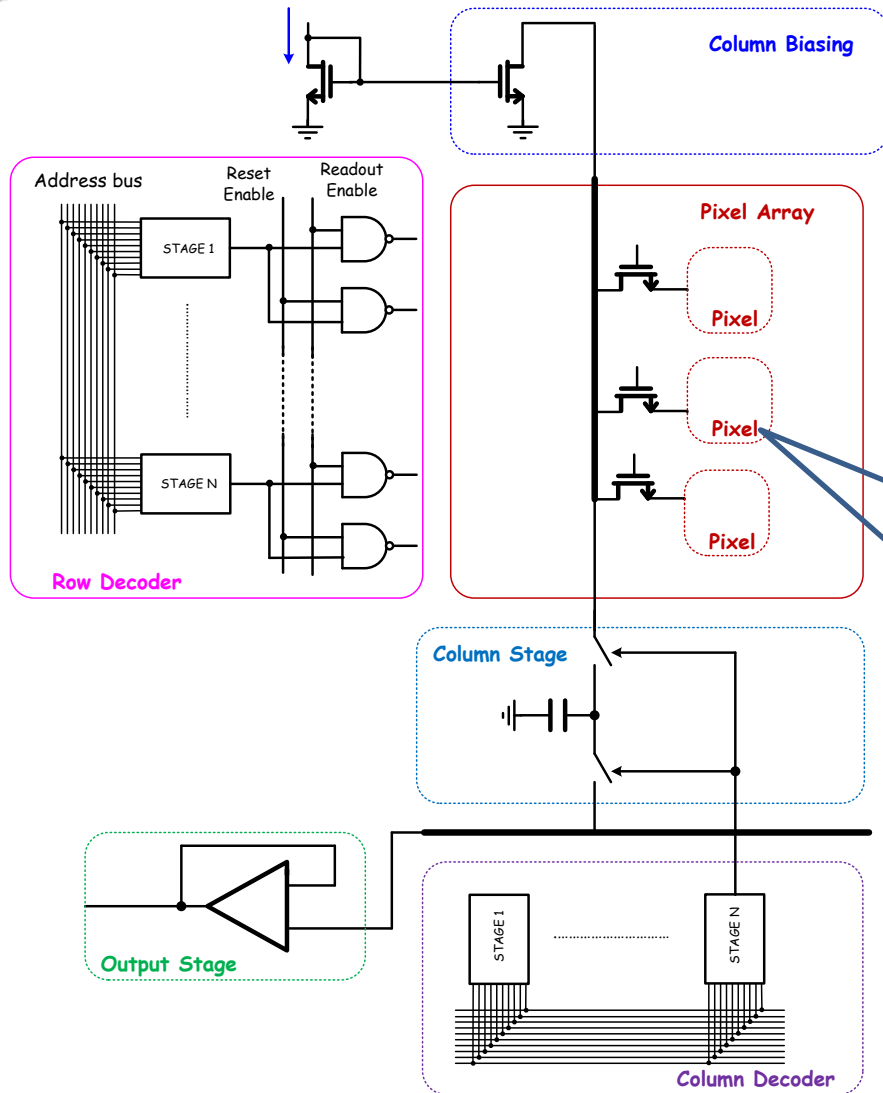 Column Biasing
Address bus
Reset
Enable
Readout
Enable
STAGE 1
STAGE N
Row Decoder
Pixel Array
Pixel
Pixel
Pixel
Column Stage
Output Stage
STAGE 1
STAGE N
Column Decoder